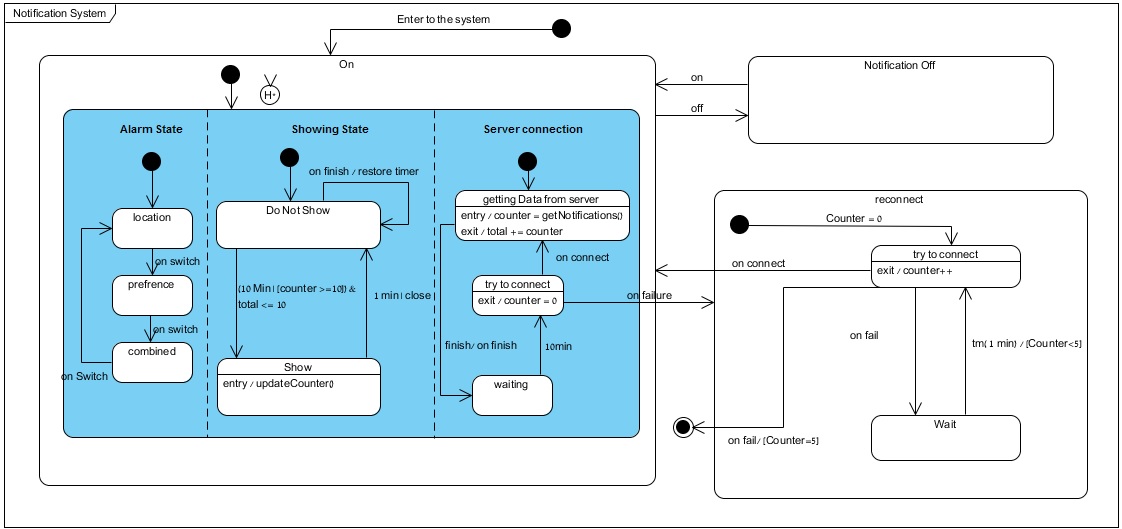 Notification System
Enter to the system
On
H*
Notification Off
on
off
Alarm State
Showing State
Server connection
on finish / restore timer
getting Data from server
entry / counter = getNotifications()
exit / total += counter
location
Do Not Show
on switch
prefrence
on switch
combined
on Switch
(10 Min | [counter >=10]) &
total <= 10
1 min | close
Show
entry / updateCounter()
on connect
try to connect
exit / counter = 0
on failure
finish/ on finish
10min
waiting
reconnect
Counter = 0
try to connect
exit / counter++
on connect
on fail
tm( 1 min) / [Counter<5]
Wait
on fail/ [Counter=5]